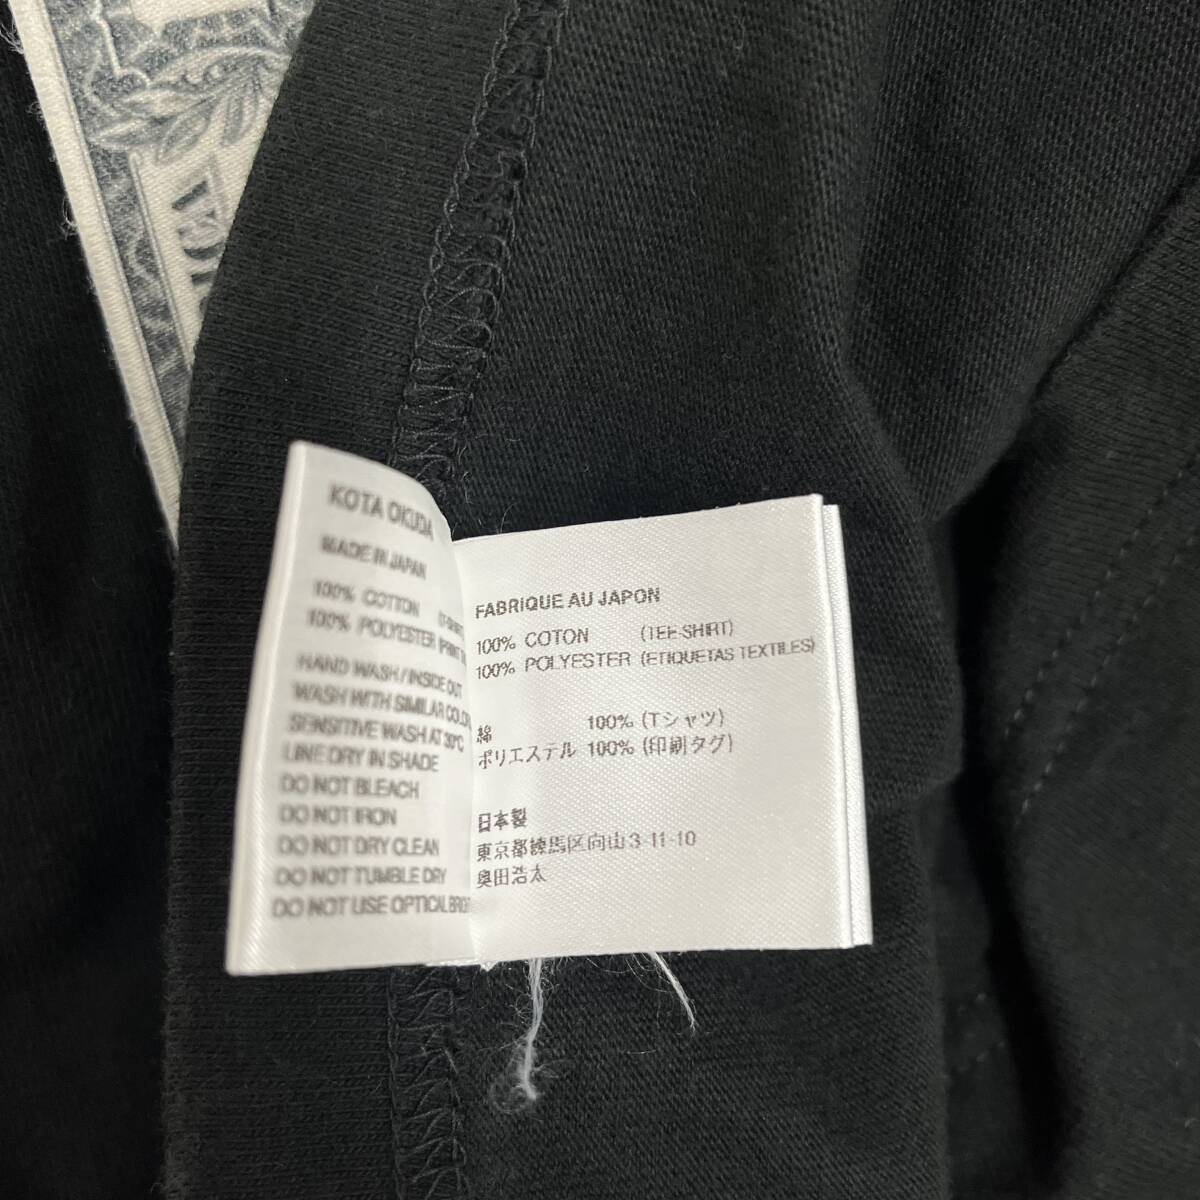 KOTA OKUDA
MADE IN JAPAN
100% COTTON (T-SHIRT
100% POLYESTER (PRINT
HAND WASH / INSIDE OUT
WASH WITH SIMILAR COLOR
SENSITIVE WASH AT 30°C
LINE DRY IN SHADE
DO NOT BLEACH
DO NOT IRON
DO NOT DRY CLEAN
DO NOT TUMBLE DRY
DO NOT USE OPTICAL
FABRIQUE AU JAPON
100% COTON (TEE-SHIRT)
100% POLYESTER (ETIQUETAS TEXTILES)
綿 100% (Tシャツ)
ポリエステル 100% (印刷タグ)
日本製
東京都練馬区向山3-11-10
奥田浩太